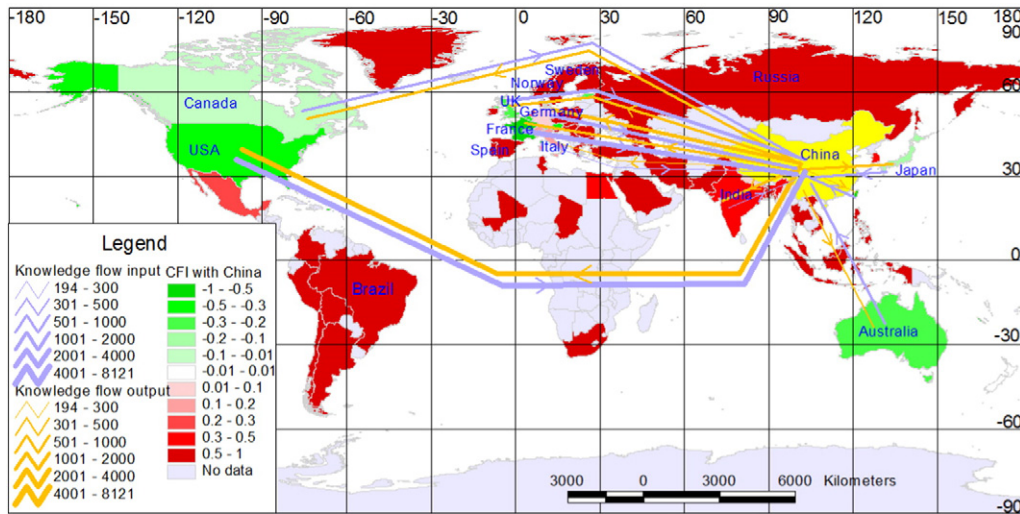 -180 -150 -120 -90 -60 -30 0 30 60 90 120 150 180
90
60
30
0
-30
-60
-90
Canada
USA
Brazil
Sweden
Norway
UK
Germany
France
Spain
Italy
Russia
China
Japan
India
Australia
Legend
Knowledge flow input
194 - 300
301 - 500
501 - 1000
1001 - 2000
2001 - 4000
4001 - 8121
Knowledge flow output
194 - 300
301 - 500
501 - 1000
1001 - 2000
2001 - 4000
4001 - 8121
CFI with China
-1 - -0.5
-0.5 - -0.3
-0.3 - -0.2
-0.2 - -0.1
-0.1 - -0.01
-0.01 - 0.01
0.01 - 0.1
0.1 - 0.2
0.2 - 0.3
0.3 - 0.5
0.5 - 1
No data
3000 0 3000 6000 Kilometers